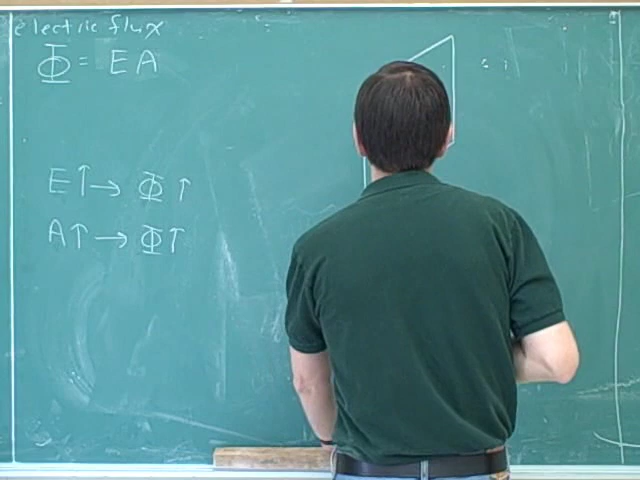 electric flux
Φ = EA
E↑ → Φ ↑
A↑ → Φ↑